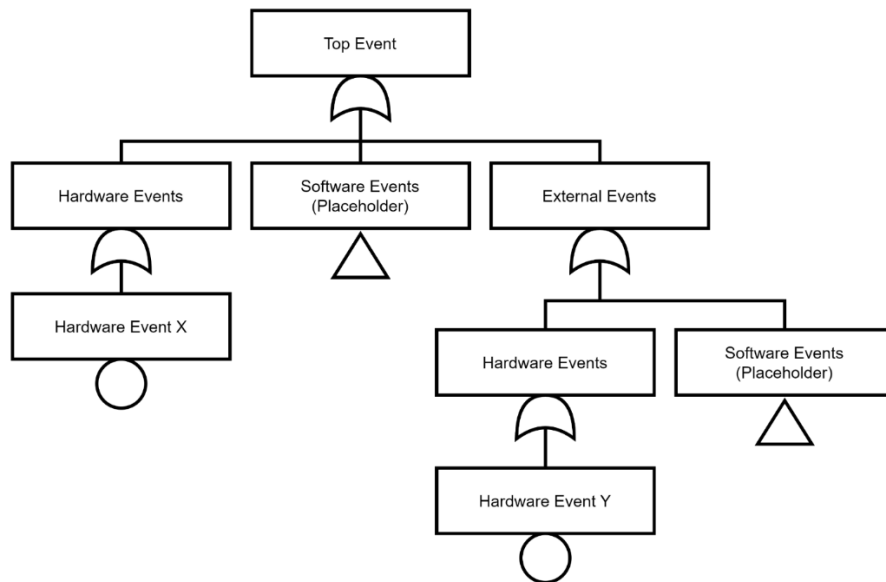 Top Event
Hardware Events
Software Events
(Placeholder)
External Events
Hardware Event X
Hardware Events
Software Events
(Placeholder)
Hardware Event Y